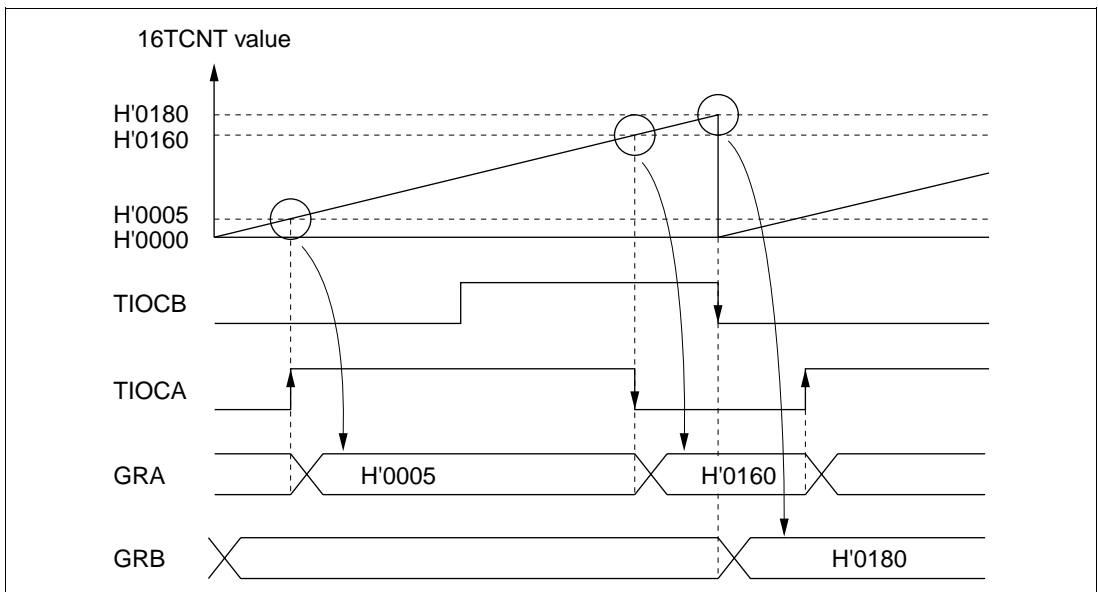 16TCNT value
H'0180
H'0160
H'0005
H'0000
TIOCB
TIOCA
GRA
H'0005
H'0160
GRB
H'0180